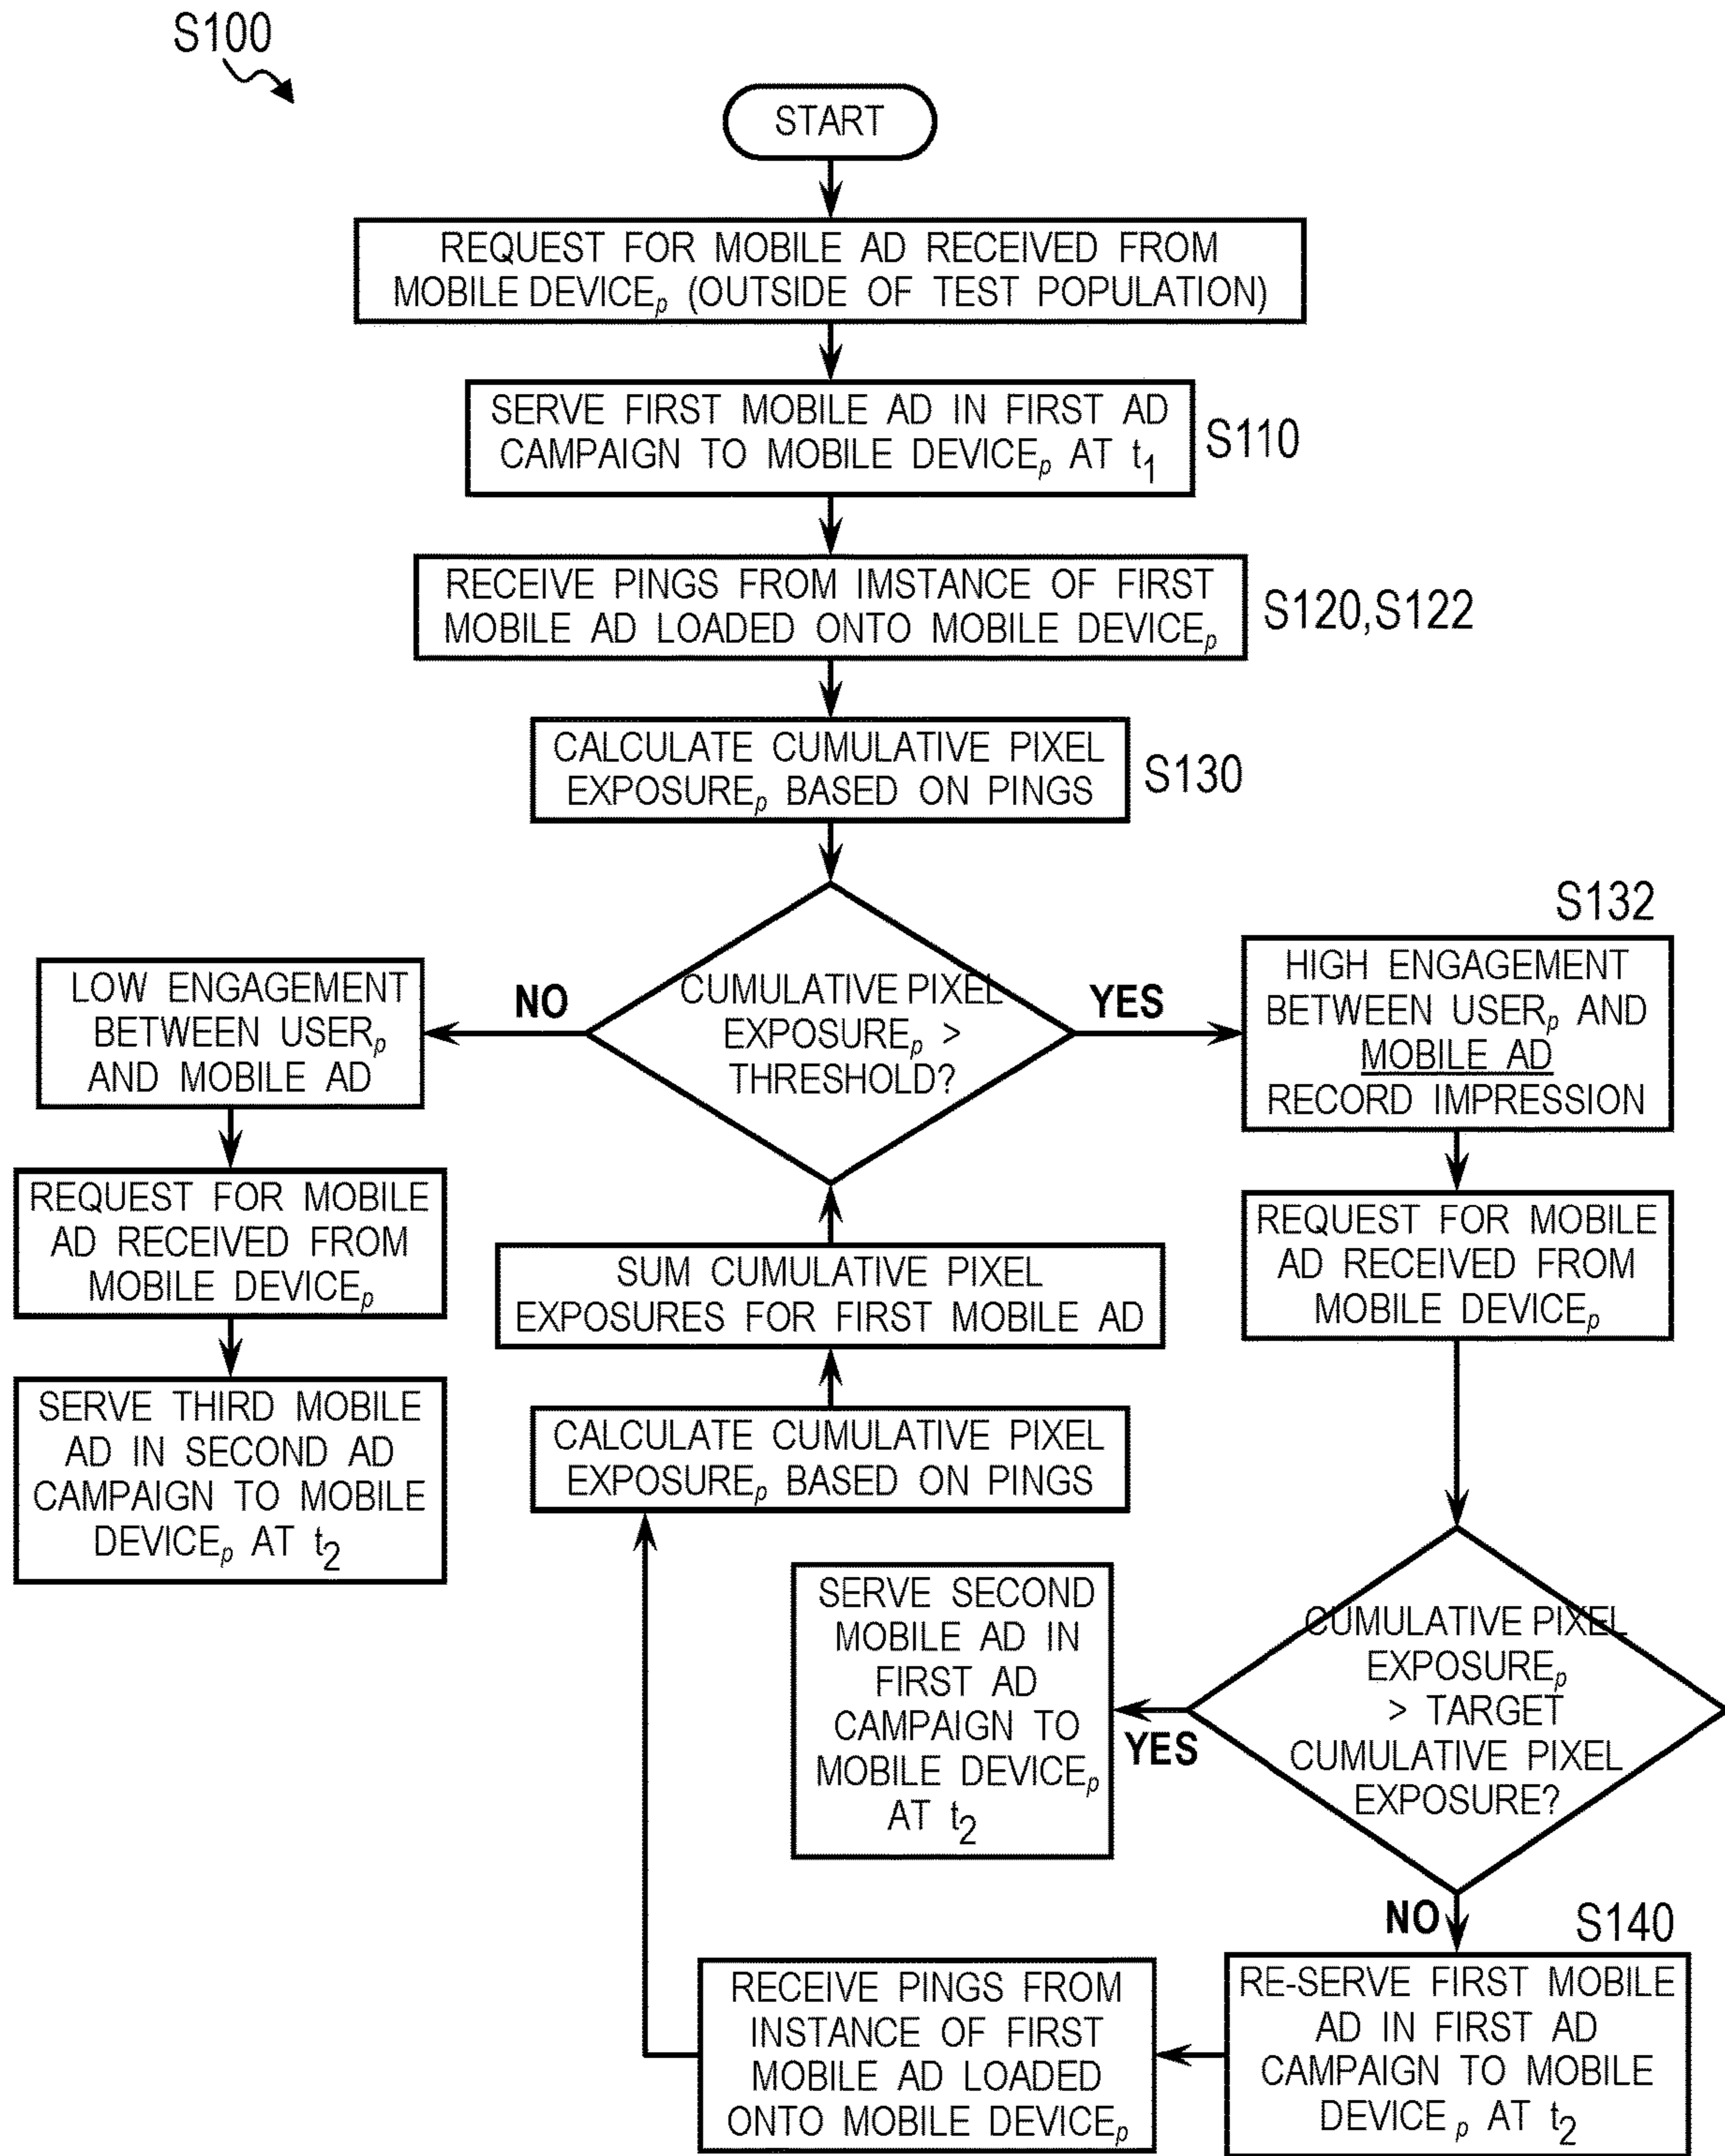 S100
START
REQUEST FOR MOBILE AD RECEIVED FROM
MOBILE DEVICEp (OUTSIDE OF TEST POPULATION)
SERVE FIRST MOBILE AD IN FIRST AD
CAMPAIGN TO MOBILE DEVICEp AT t1
S110
RECEIVE PINGS FROM IMSTANCE OF FIRST
MOBILE AD LOADED ONTO MOBILE DEVICEp
S120,S122
CALCULATE CUMULATIVE PIXEL
EXPOSUREp BASED ON PINGS
S130
CUMULATIVE PIXEL
EXPOSUREp >
THRESHOLD?
NO
LOW ENGAGEMENT
BETWEEN USERp
AND MOBILE AD
REQUEST FOR MOBILE
AD RECEIVED FROM
MOBILE DEVICEp
SERVE THIRD MOBILE
AD IN SECOND AD
CAMPAIGN TO MOBILE
DEVICEp AT t2
YES
S132
HIGH ENGAGEMENT
BETWEEN USERp AND
MOBILE AD
RECORD IMPRESSION
REQUEST FOR MOBILE
AD RECEIVED FROM
MOBILE DEVICEp
CUMULATIVE PIXEL
EXPOSUREp
> TARGET
CUMULATIVE PIXEL
EXPOSURE?
YES
SERVE SECOND
MOBILE AD IN
FIRST AD
CAMPAIGN TO
MOBILE DEVICEp
AT t2
NO
S140
RE-SERVE FIRST MOBILE
AD IN FIRST AD
CAMPAIGN TO MOBILE
DEVICE p AT t2
RECEIVE PINGS FROM
INSTANCE OF FIRST
MOBILE AD LOADED
ONTO MOBILE DEVICEp
CALCULATE CUMULATIVE PIXEL
EXPOSUREp BASED ON PINGS
SUM CUMULATIVE PIXEL
EXPOSURES FOR FIRST MOBILE AD